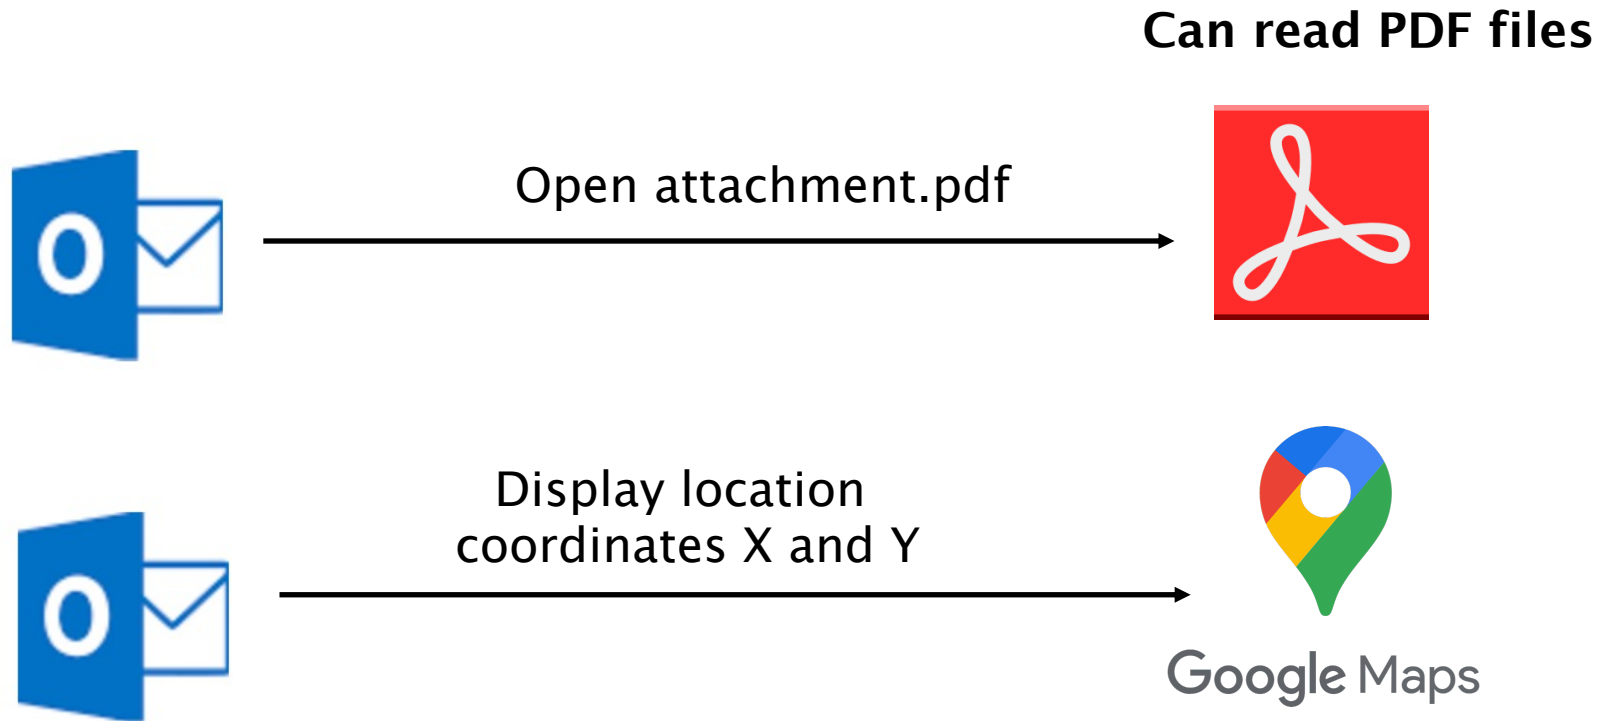 Can read PDF files
Open attachment.pdf
O
Display location
coordinates X and Y
O
Google Maps